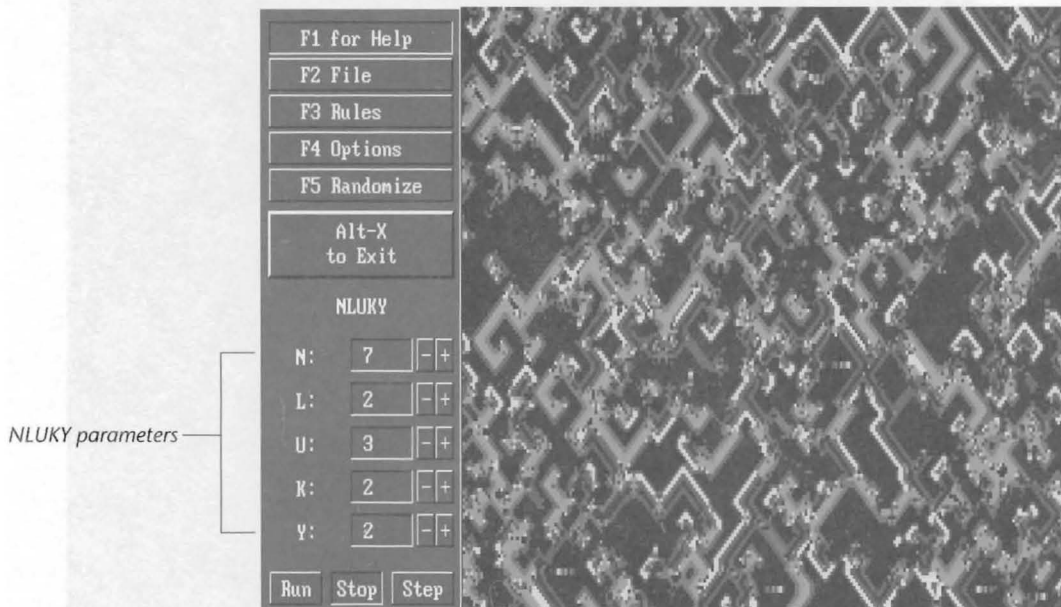 F1 for Help
F2 File
F3 Rules
F4 Options
F5 Randomize
Alt-X
to Exit
NLUKY
N: 7 - +
L: 2 - +
U: 3 - +
K: 2 - +
Y: 2 - +
NLUKY parameters
Run Stop Step